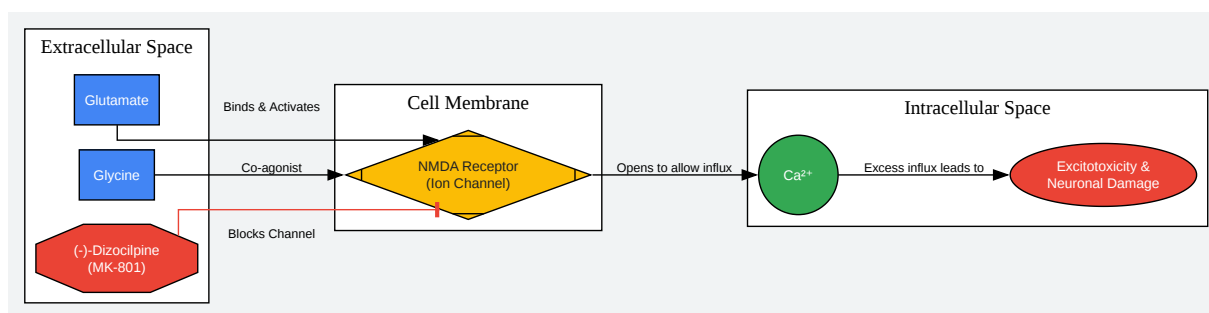 Extracellular Space
Glutamate
Glycine
(-)-Dizocilpine
(MK-801)
Binds & Activates
Co-agonist
Blocks Channel
Cell Membrane
NMDA Receptor
(Ion Channel)
Opens to allow influx
Intracellular Space
Ca²⁺
Excess influx leads to
Excitotoxicity &
Neuronal Damage